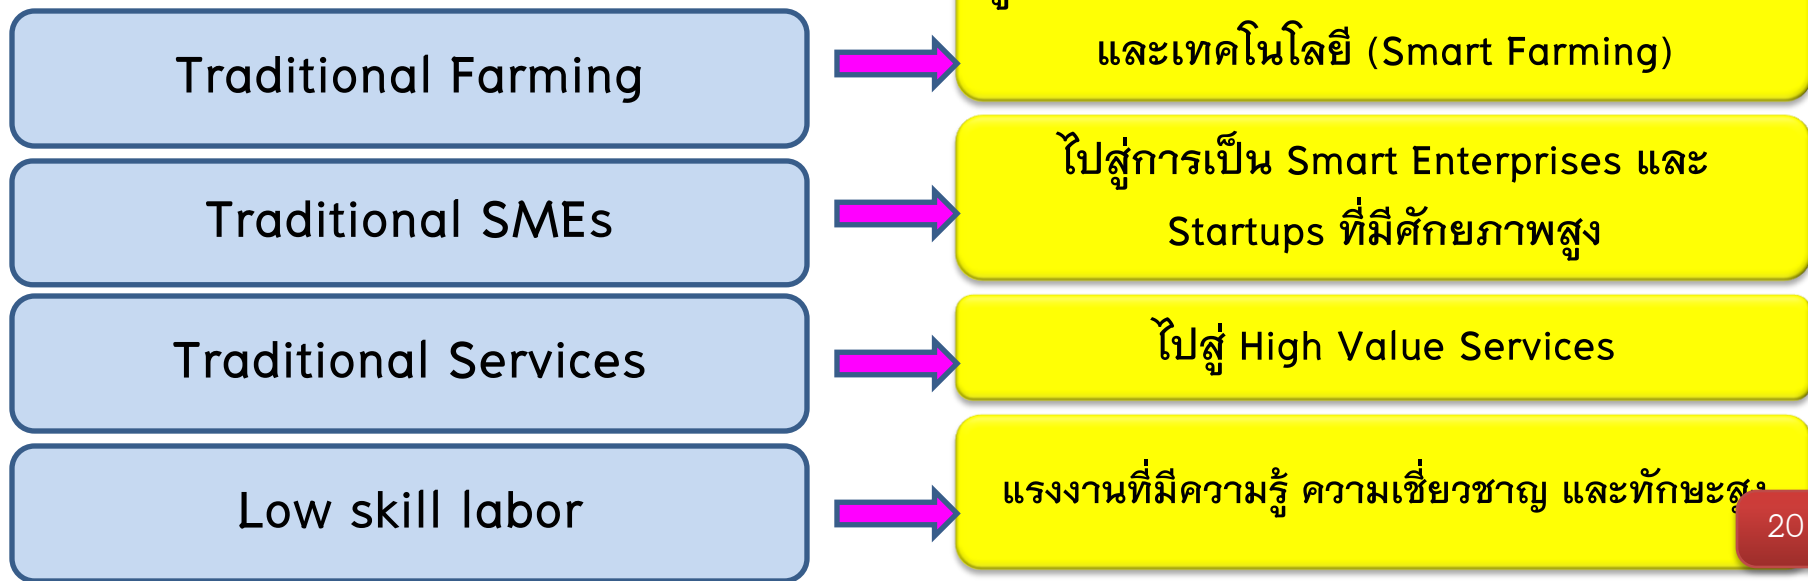 Traditional Farming
และเทคโนโลยี (Smart Farming)
Traditional SMEs
ไปสู่การเป็น Smart Enterprises และ
Startups ที่มีศักยภาพสูง
Traditional Services
ไปสู่ High Value Services
Low skill labor
แรงงานที่มีความรู้ ความเชี่ยวชาญ และทักษะสูง
20